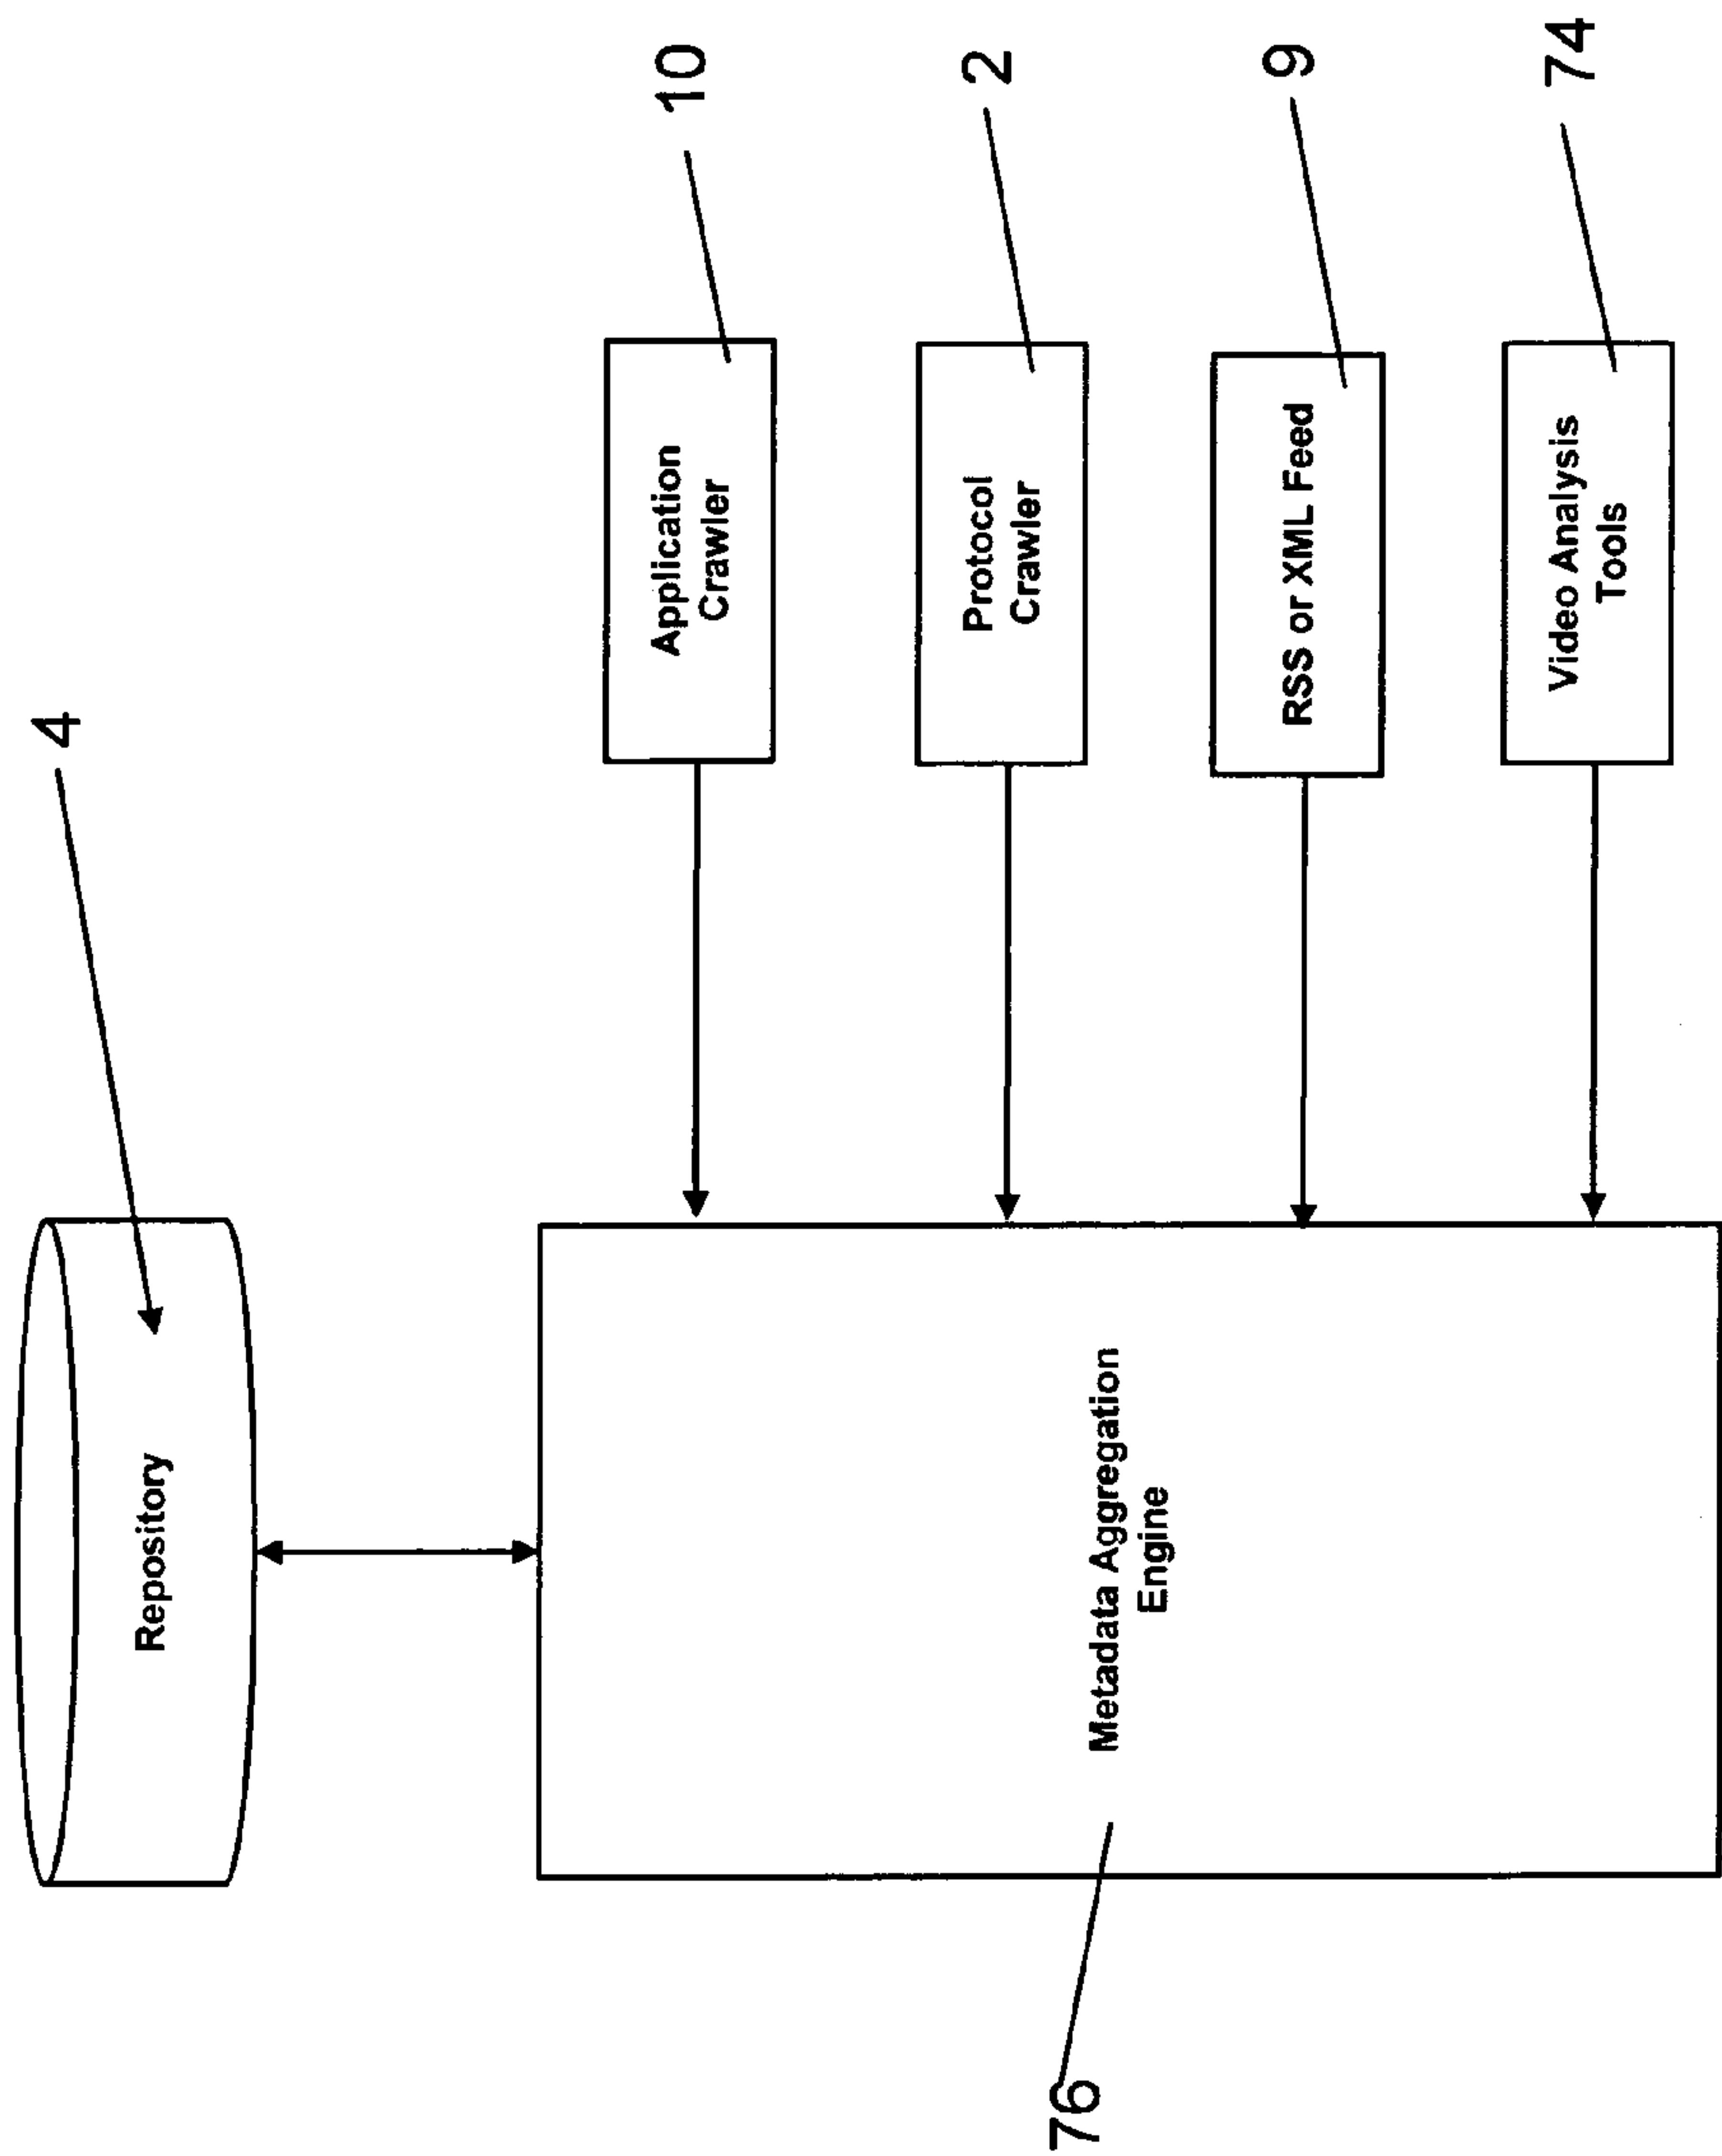 4
Repository
76
Metadata Aggregation
Engine
Application
Crawler
10
Protocol
Crawler
2
RSS or XML Feed
9
Video Analysis
Tools
74